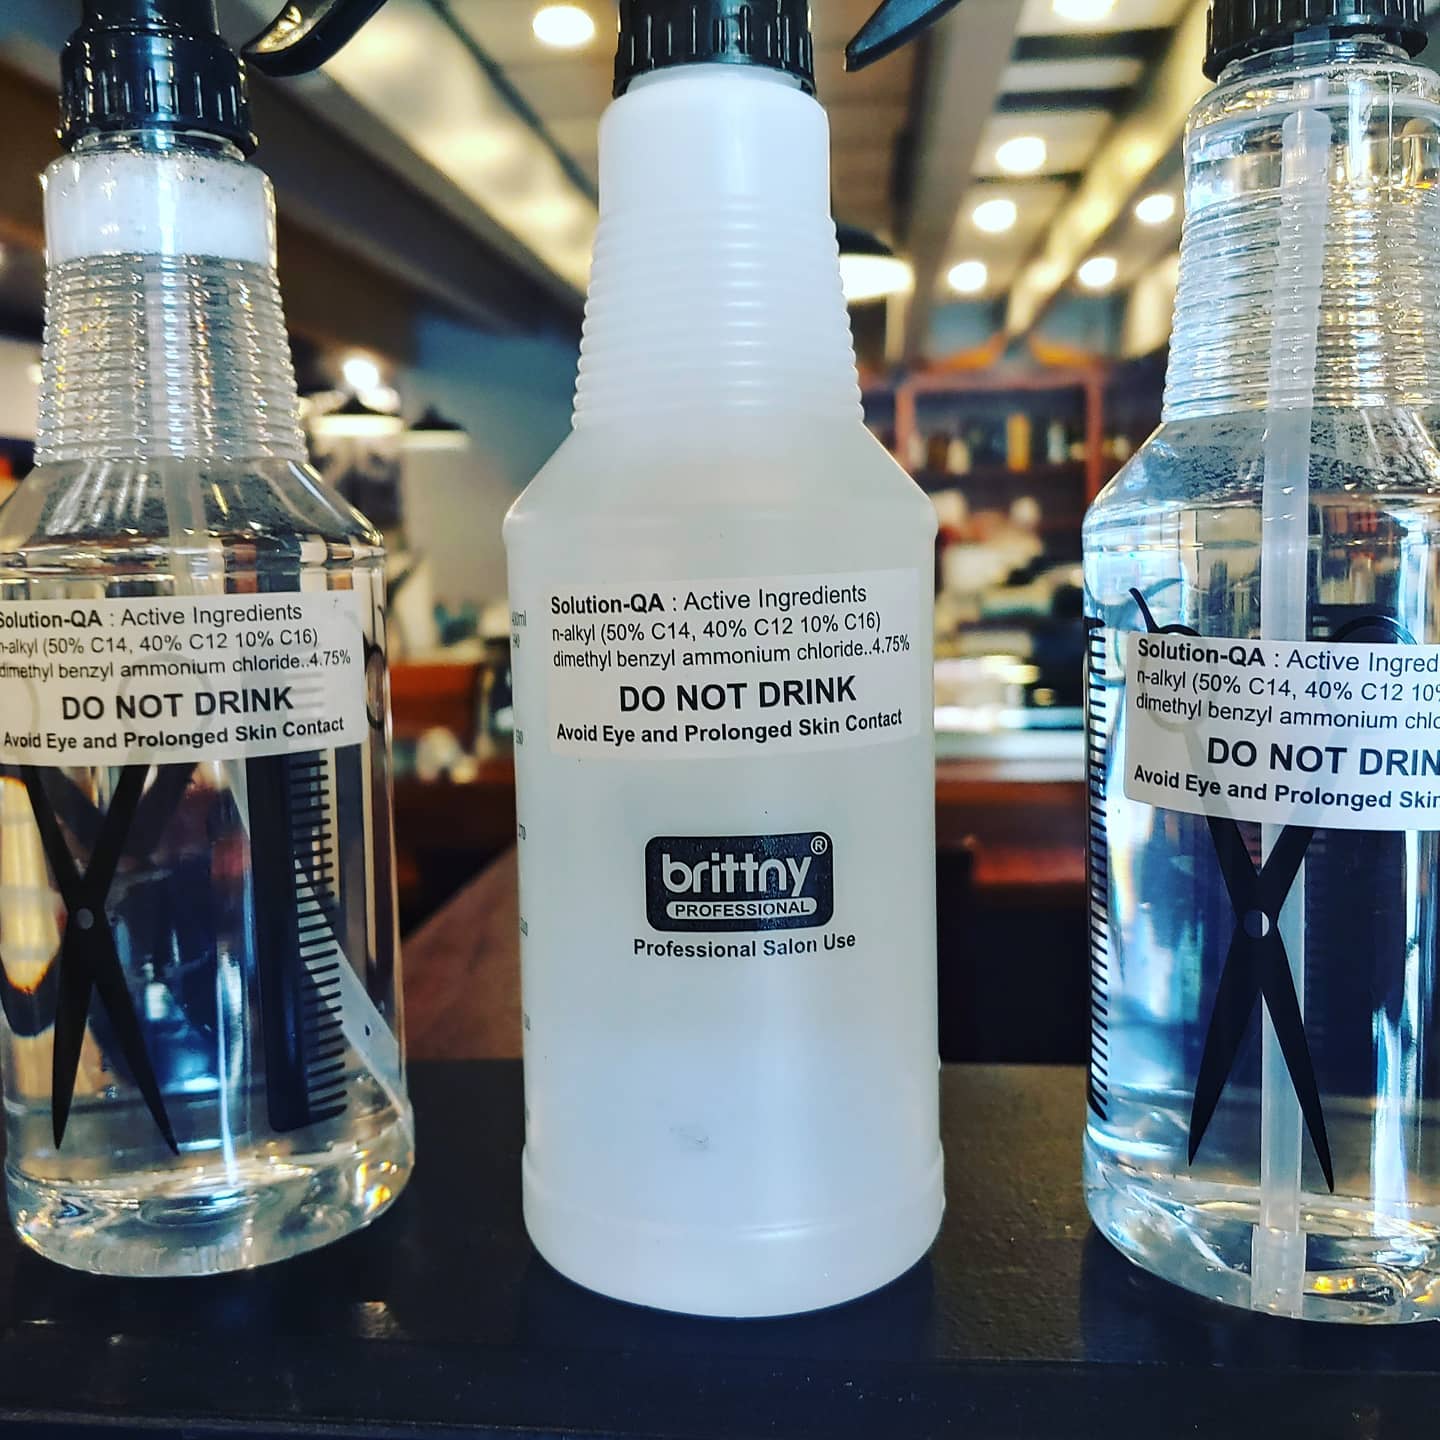 Solution-QA : Active Ingredients
n-alkyl (50% C14, 40% C12 10% C16)
dimethyl benzyl ammonium chloride..4.75%
DO NOT DRINK
Avoid Eye and Prolonged Skin Contact
Solution-QA : Active Ingredients
n-alkyl (50% C14, 40% C12 10% C16)
dimethyl benzyl ammonium chloride..4.75%
DO NOT DRINK
Avoid Eye and Prolonged Skin Contact
brittny®
PROFESSIONAL
Professional Salon Use
Solution-QA : Active Ingred
n-alkyl (50% C14, 40% C12 10%
dimethyl benzyl ammonium chlo
DO NOT DRIN
Avoid Eye and Prolonged Skin